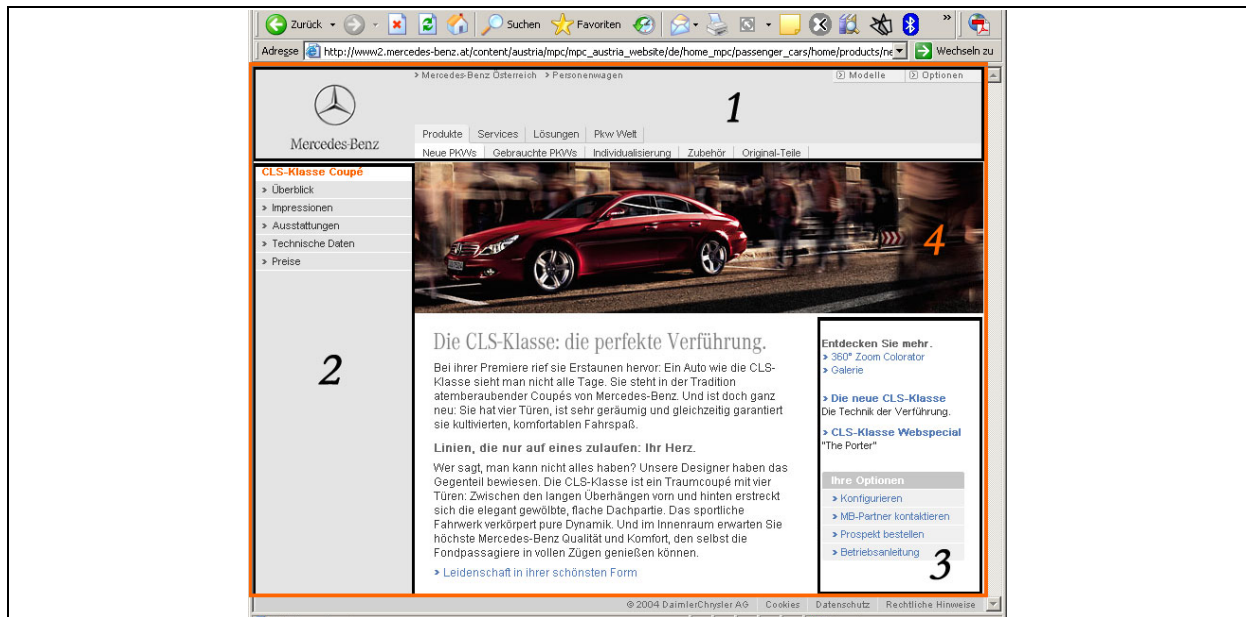 Zurück Suchen Favoriten »
Adresse http://www2.mercedes-benz.at/content/austria/mpc/mpc_austria_website/de/home_mpc/passenger_cars/home/products/ne Wechseln zu
> Mercedes-Benz Österreich > Personenwagen Modelle Optionen
1
Mercedes-Benz
Produkte Services Lösungen Pkw Welt
Neue PKWs Gebrauchte PKWs Individualisierung Zubehör Original-Teile
CLS-Klasse Coupé
> Überblick
> Impressionen
> Ausstattungen
> Technische Daten
> Preise
2
4
Die CLS-Klasse: die perfekte Verführung.
Bei ihrer Premiere rief sie Erstaunen hervor: Ein Auto wie die CLS-
Klasse sieht man nicht alle Tage. Sie steht in der Tradition
atemberaubender Coupés von Mercedes-Benz. Und ist doch ganz
neu: Sie hat vier Türen, ist sehr geräumig und gleichzeitig garantiert
sie kultivierten, komfortablen Fahrspaß.
Linien, die nur auf eines zulaufen: Ihr Herz.
Wer sagt, man kann nicht alles haben? Unsere Designer haben das
Gegenteil bewiesen. Die CLS-Klasse ist ein Traumcoupé mit vier
Türen: Zwischen den langen Überhängen vorn und hinten erstreckt
sich die elegant gewölbte, flache Dachpartie. Das sportliche
Fahrwerk verkörpert pure Dynamik. Und im Innenraum erwarten Sie
höchste Mercedes-Benz Qualität und Komfort, den selbst die
Fondpassagiere in vollen Zügen genießen können.
> Leidenschaft in ihrer schönsten Form
Entdecken Sie mehr.
> 360° Zoom Colorator
> Galerie
> Die neue CLS-Klasse
Die Technik der Verführung.
> CLS-Klasse Webspecial
"The Porter"
Ihre Optionen
> Konfigurieren
> MB-Partner kontaktieren
> Prospekt bestellen
> Betriebsanleitung
3
© 2004 DaimlerChrysler AG Cookies Datenschutz Rechtliche Hinweise